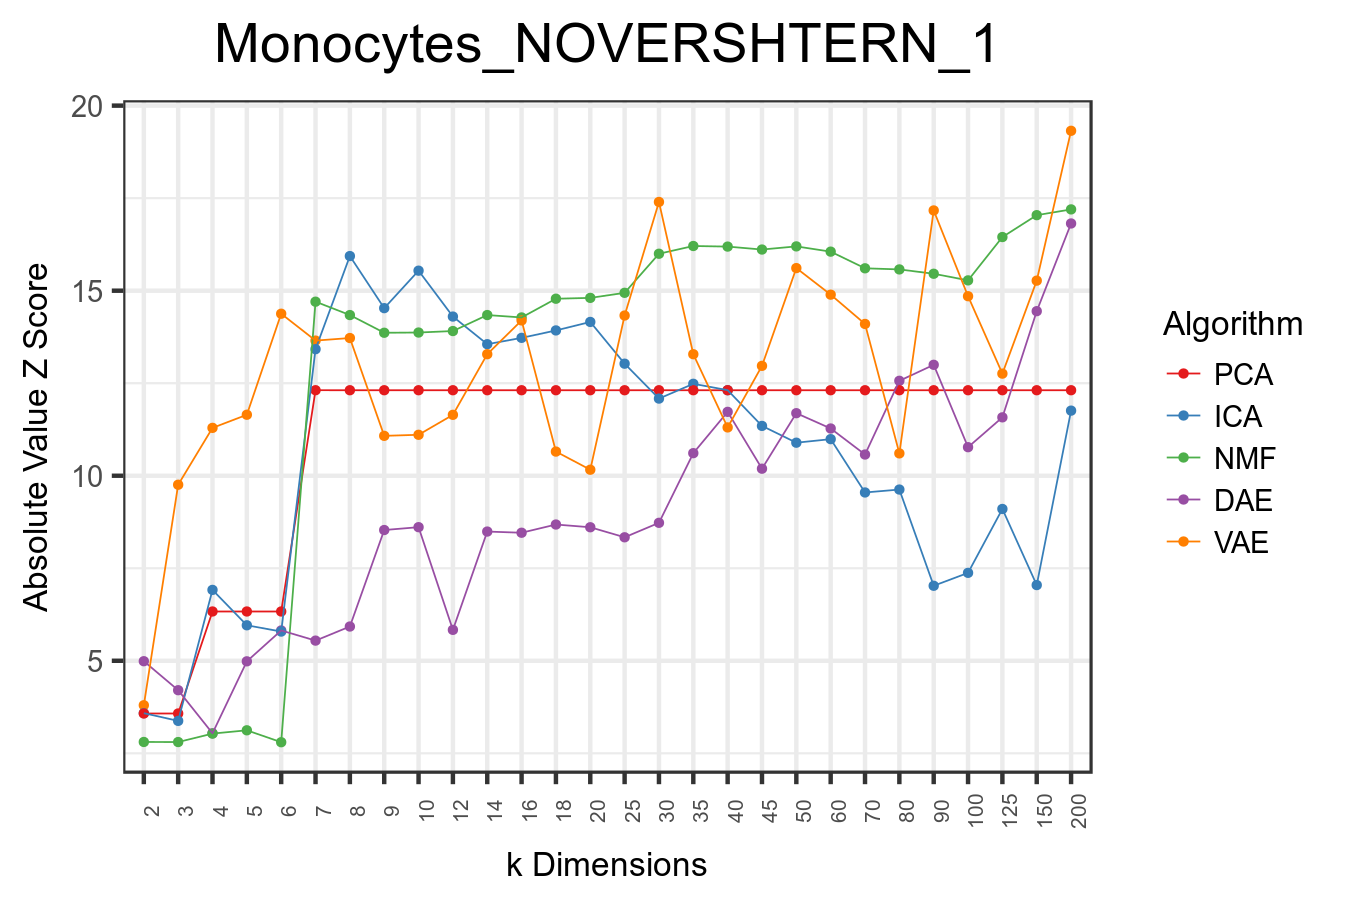 Monocytes_NOVERSHTERN_1
Absolute Value Z Score
20
15
10
5
2 3 4 5 6 7 8 9 10 12 14 16 18 20 25 30 35 40 45 50 60 70 80 90 100 125 150 200
k Dimensions
Algorithm
PCA
ICA
NMF
DAE
VAE